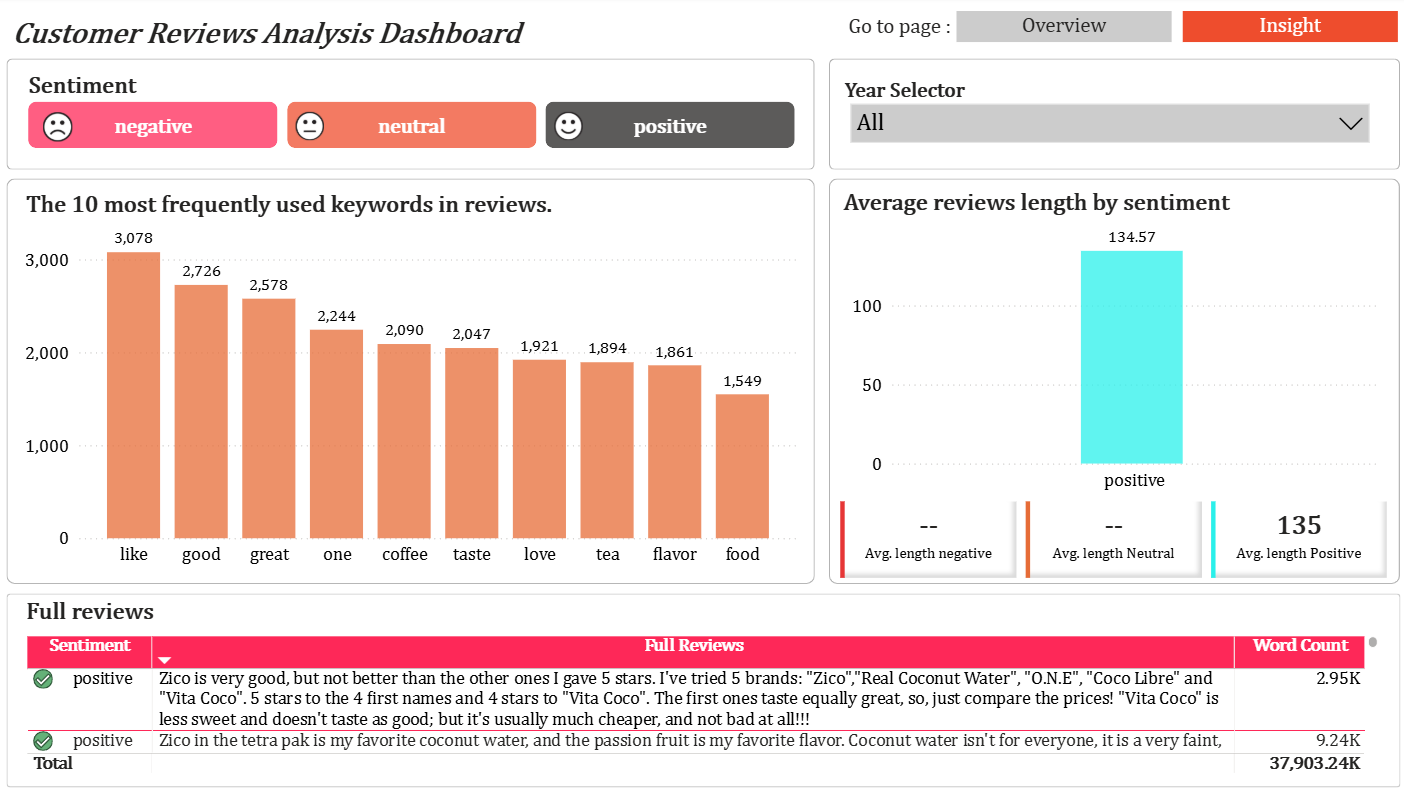 Customer Reviews Analysis Dashboard
Go to page :
Overview
Insight
Sentiment
negative
neutral
positive
Year Selector
All
The 10 most frequently used keywords in reviews.
3,000
2,000
1,000
0
3,078
2,726
2,578
2,244
2,090
2,047
1,921
1,894
1,861
1,549
like
good
great
one
coffee
taste
love
tea
flavor
food
Average reviews length by sentiment
134.57
100
50
0
positive
--
Avg. length negative
--
Avg. length Neutral
135
Avg. length Positive
Full reviews
Sentiment
Full Reviews
Word Count
positive
Zico is very good, but not better than the other ones I gave 5 stars. I've tried 5 brands: "Zico","Real Coconut Water", "O.N.E", "Coco Libre" and
"Vita Coco". 5 stars to the 4 first names and 4 stars to "Vita Coco". The first ones taste equally great, so, just compare the prices! "Vita Coco" is
less sweet and doesn't taste as good; but it's usually much cheaper, and not bad at all!!!
2.95K
positive
Zico in the tetra pak is my favorite coconut water, and the passion fruit is my favorite flavor. Coconut water isn't for everyone, it is a very faint,
9.24K
Total
37,903.24K